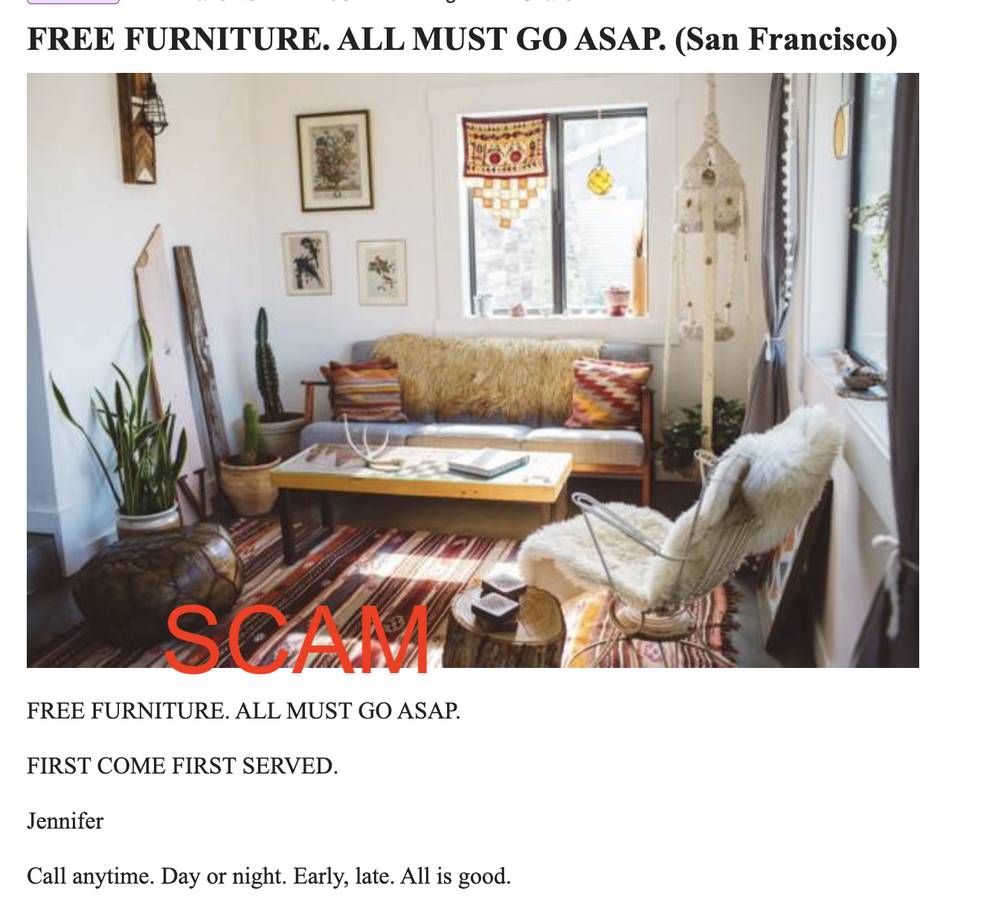 FREE FURNITURE. ALL MUST GO ASAP. (San Francisco)
SCAM
FREE FURNITURE. ALL MUST GO ASAP.
FIRST COME FIRST SERVED.
Jennifer
Call anytime. Day or night. Early, late. All is good.